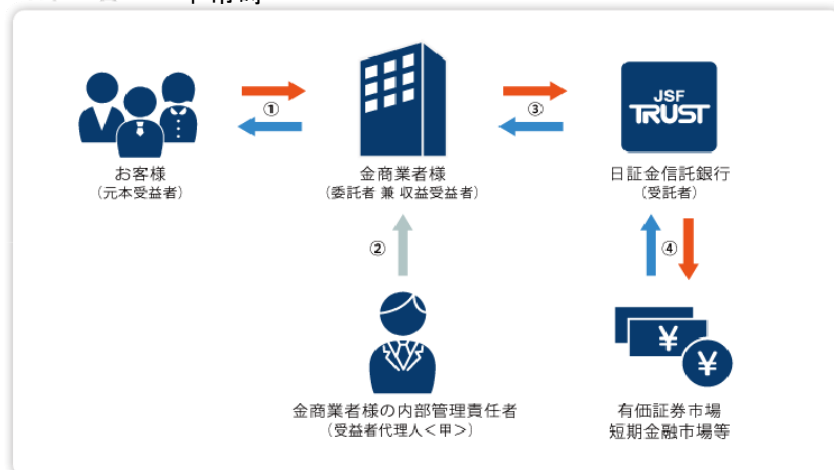 ①
③
JSF
TRUST
お客様
（元本受益者）
金商業者様
（委託者 兼 収益受益者）
日証金信託銀行
（受託者）
②
④
¥
¥
金商業者様の内部管理責任者
（受益者代理人＜甲＞）
有価証券市場
短期金融市場等